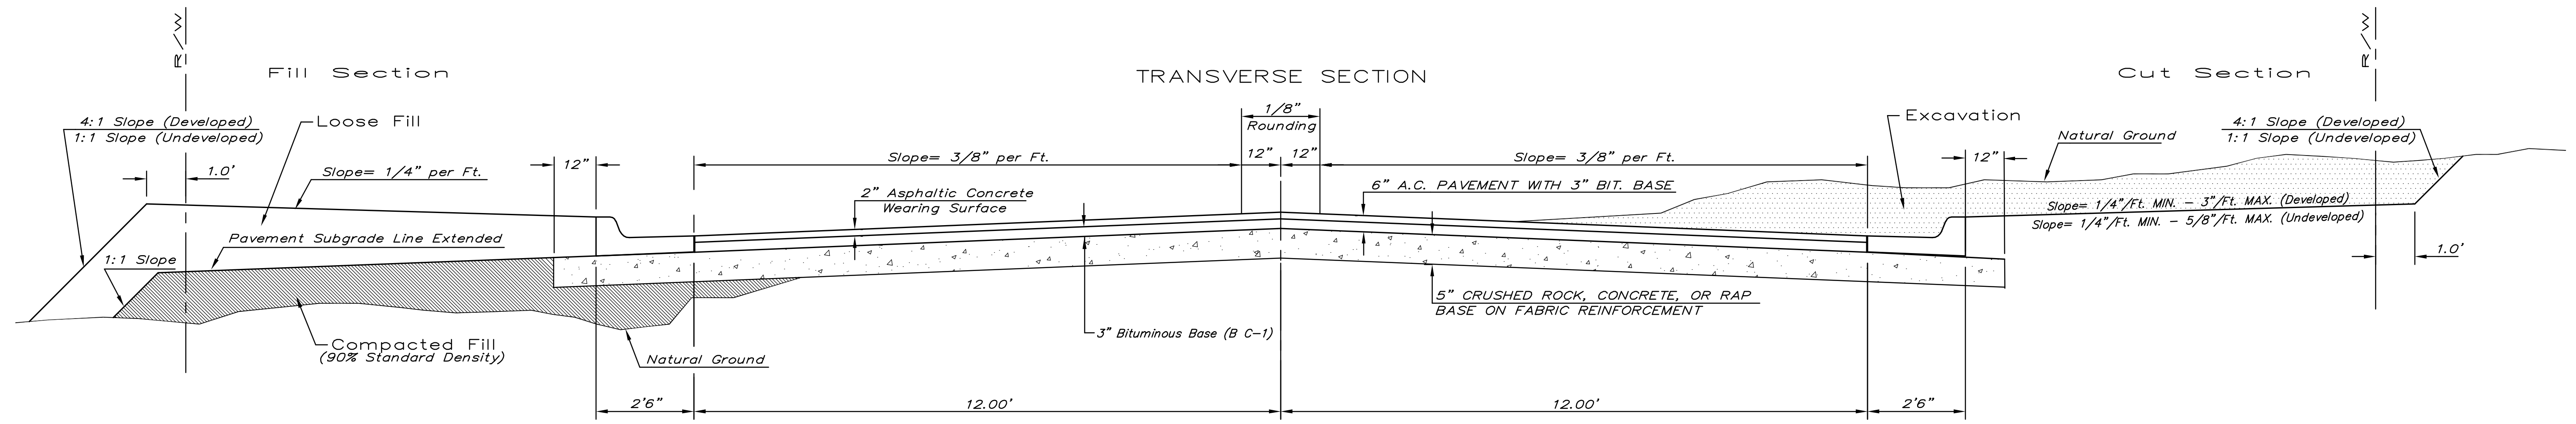 R/W
R/W
Fill Section
TRANSVERSE SECTION
Cut Section
1/8"
Rounding
4:1 Slope (Developed)
1:1 Slope (Undeveloped)
Loose Fill
Excavation
Natural Ground
4:1 Slope (Developed)
1:1 Slope (Undeveloped)
1.0'
Slope= 1/4" per Ft.
12"
Slope= 3/8" per Ft.
12"
12"
Slope= 3/8" per Ft.
12"
2" Asphaltic Concrete
Wearing Surface
6" A.C. PAVEMENT WITH 3" BIT. BASE
Slope= 1/4"/Ft. MIN. - 3"/Ft. MAX. (Developed)
Slope= 1/4"/Ft. MIN. - 5/8"/Ft. MAX. (Undeveloped)
Pavement Subgrade Line Extended
1:1 Slope
1.0'
5" CRUSHED ROCK, CONCRETE, OR RAP
BASE ON FABRIC REINFORCEMENT
3" Bituminous Base (B C-1)
Compacted Fill
(90% Standard Density)
Natural Ground
2'6"
12.00'
12.00'
2'6"